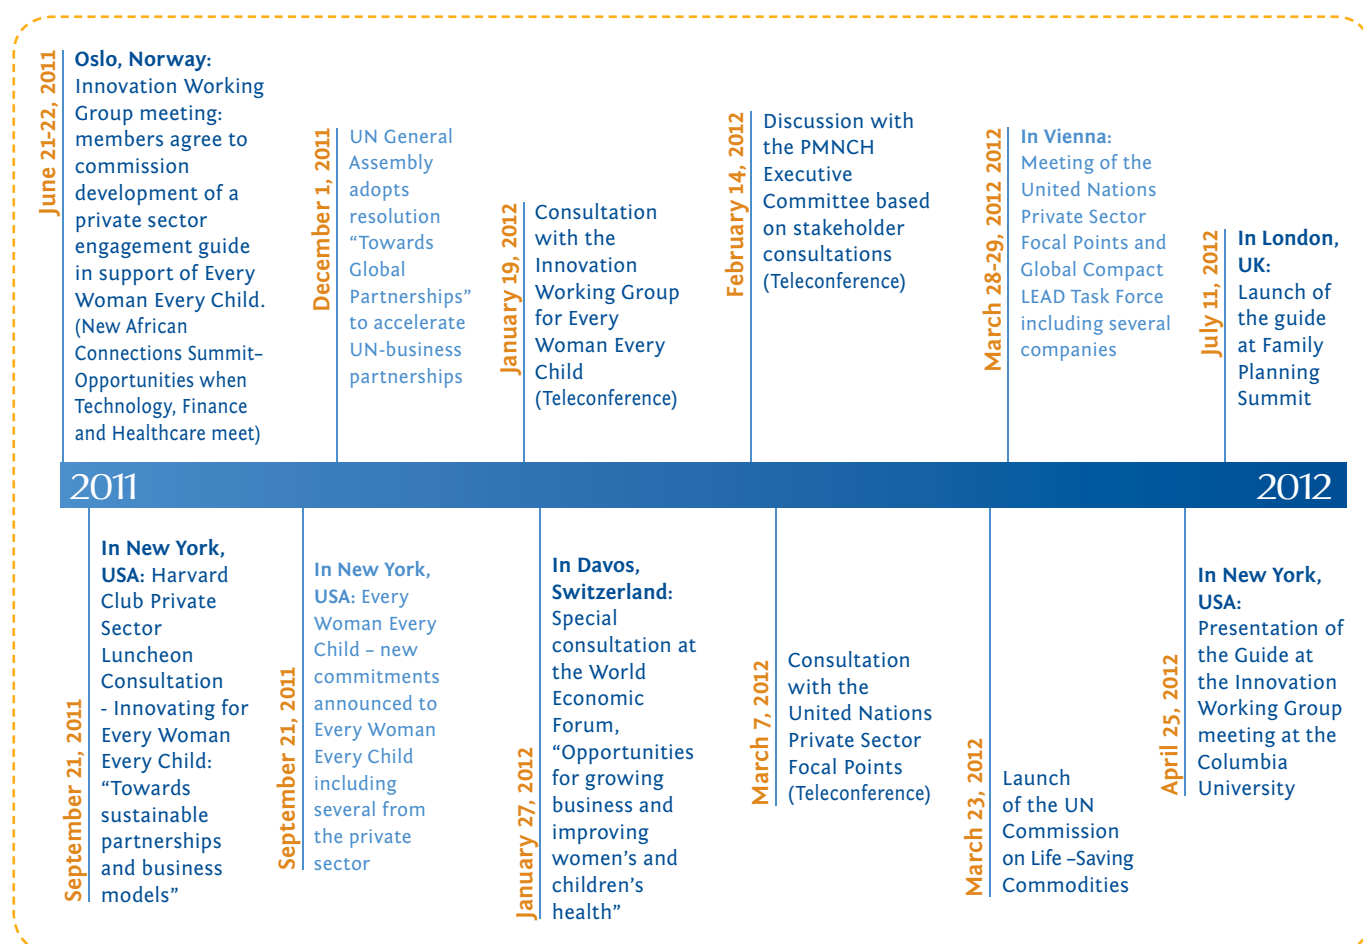 June 21-22, 2011
Oslo, Norway:
Innovation Working
Group meeting:
members agree to
commission
development of a
private sector
engagement guide
in support of Every
Woman Every Child.
(New African
Connections Summit–
Opportunities when
Technology, Finance
and Healthcare meet)
December 1, 2011
UN General
Assembly
adopts
resolution
“Towards
Global
Partnerships”
to accelerate
UN-business
partnerships
January 19, 2012
Consultation
with the
Innovation
Working Group
for Every
Woman Every
Child
(Teleconference)
February 14, 2012
Discussion with
the PMNCH
Executive
Committee based
on stakeholder
consultations
(Teleconference)
March 28-29, 2012 2012
In Vienna:
Meeting of the
United Nations
Private Sector
Focal Points and
Global Compact
LEAD Task Force
including several
companies
July 11, 2012
In London,
UK:
Launch of
the guide
at Family
Planning
Summit
2011
2012
September 21, 2011
In New York,
USA: Harvard
Club Private
Sector
Luncheon
Consultation
- Innovating for
Every Woman
Every Child:
“Towards
sustainable
partnerships
and business
models”
September 21, 2011
In New York,
USA: Every
Woman Every
Child – new
commitments
announced to
Every Woman
Every Child
including
several from
the private
sector
January 27, 2012
In Davos,
Switzerland:
Special
consultation at
the World
Economic
Forum,
“Opportunities
for growing
business and
improving
women’s and
children’s
health”
March 7, 2012
Consultation
with the
United Nations
Private Sector
Focal Points
(Teleconference)
March 23, 2012
Launch
of the UN
Commission
on Life –Saving
Commodities
April 25, 2012
In New York,
USA:
Presentation of
the Guide at
the Innovation
Working Group
meeting at the
Columbia
University